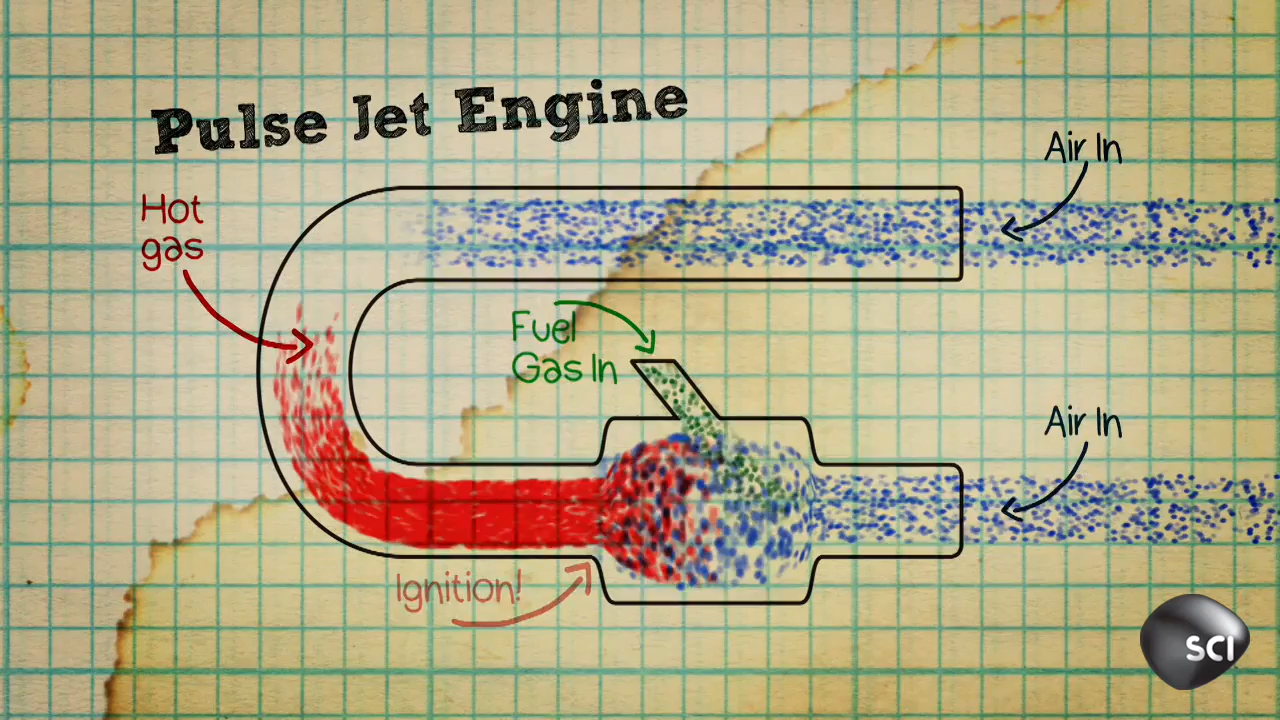 Pulse Jet Engine
Air In
Hot
gas
Fuel
Gas In
Air In
Ignition!
SCI